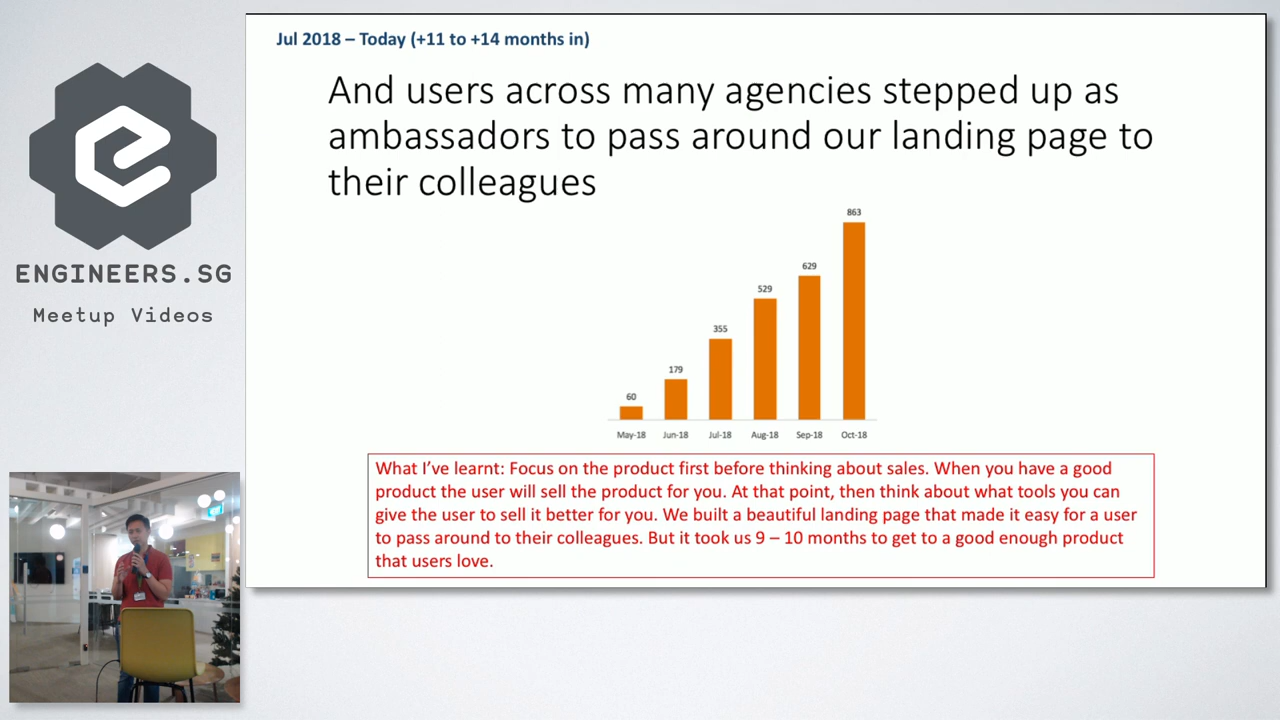 Jul 2018 – Today (+11 to +14 months in)
And users across many agencies stepped up as
ambassadors to pass around our landing page to
their colleagues
863
629
529
355
179
60
May-18 Jun-18 Jul-18 Aug-18 Sep-18 Oct-18
What I've learnt: Focus on the product first before thinking about sales. When you have a good
product the user will sell the product for you. At that point, then think about what tools you can
give the user to sell it better for you. We built a beautiful landing page that made it easy for a user
to pass around to their colleagues. But it took us 9 – 10 months to get to a good enough product
that users love.
ENGINEERS.SG
Meetup Videos